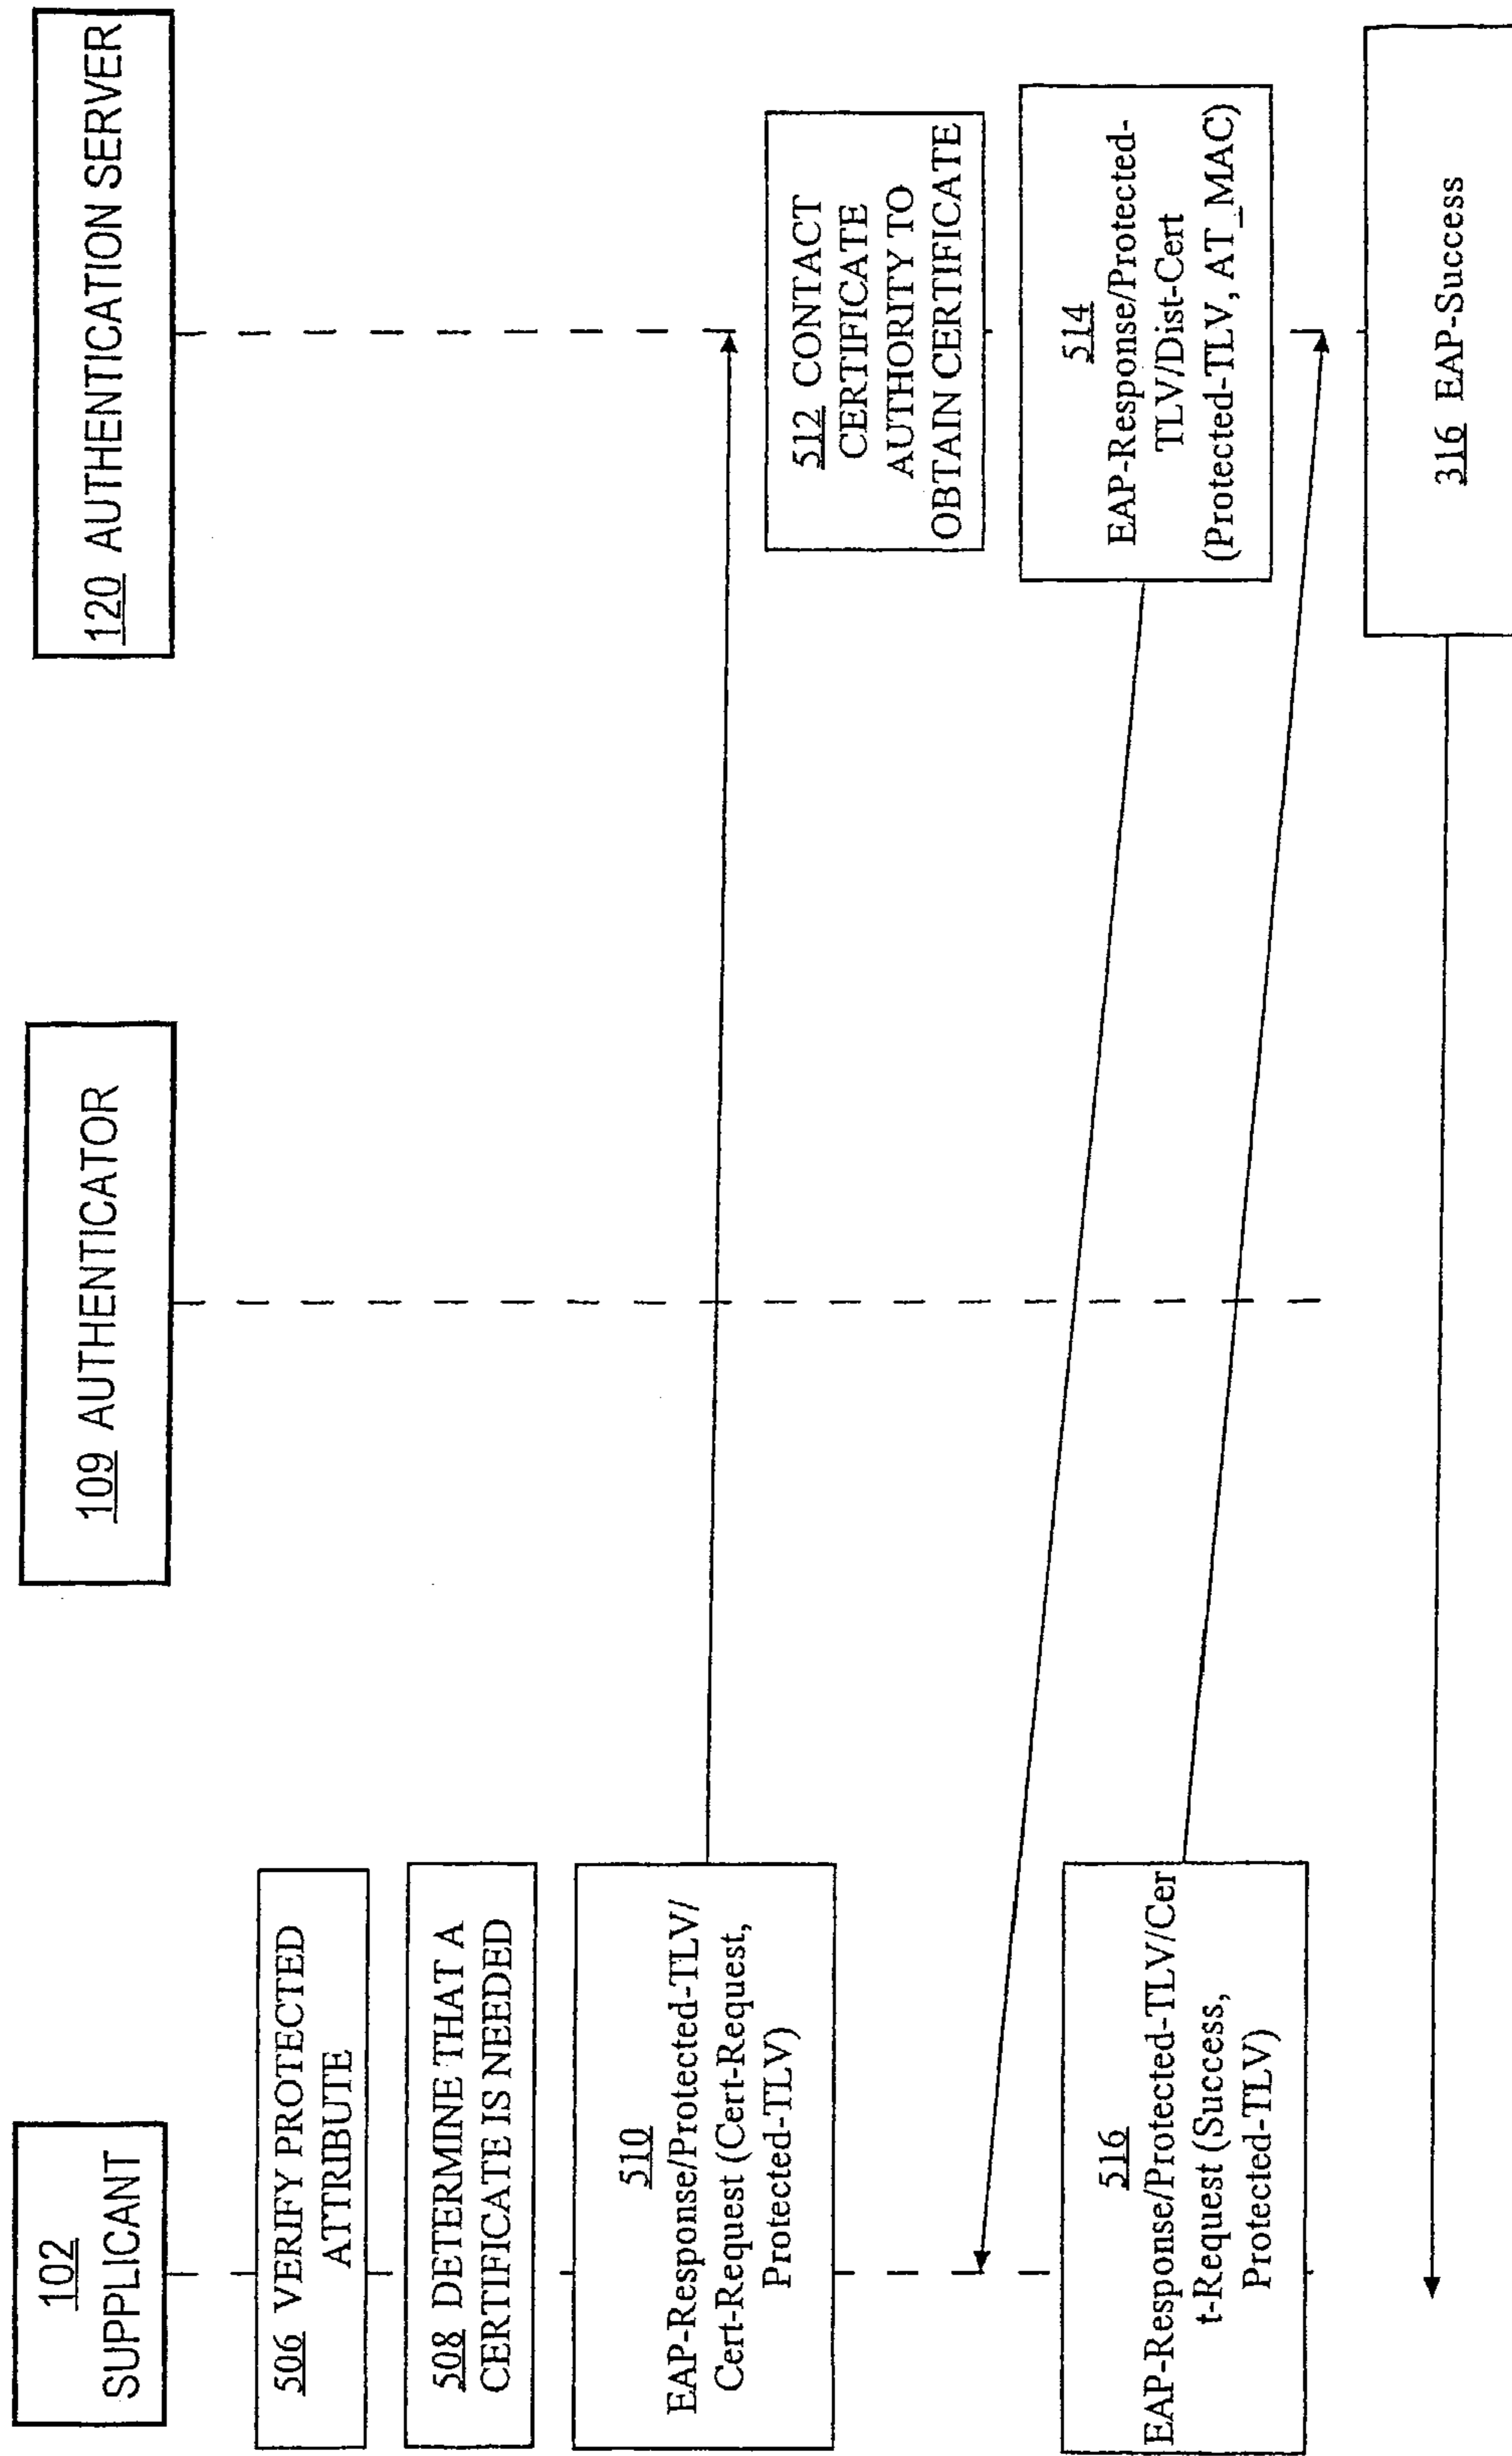 102
SUPPLICANT
109 AUTHENTICATOR
120 AUTHENTICATION SERVER
506 VERIFY PROTECTED
ATTRIBUTE
508 DETERMINE THAT A
CERTIFICATE IS NEEDED
510
EAP-Response/Protected-TLV/
Cert-Request (Cert-Request,
Protected-TLV)
512 CONTACT
CERTIFICATE
AUTHORITY TO
OBTAIN CERTIFICATE
514
EAP-Response/Protected-
TLV/Dist-Cert
(Protected-TLV, AT_MAC)
516
EAP-Response/Protected-TLV/Cer
t-Request (Success,
Protected-TLV)
316 EAP-Success